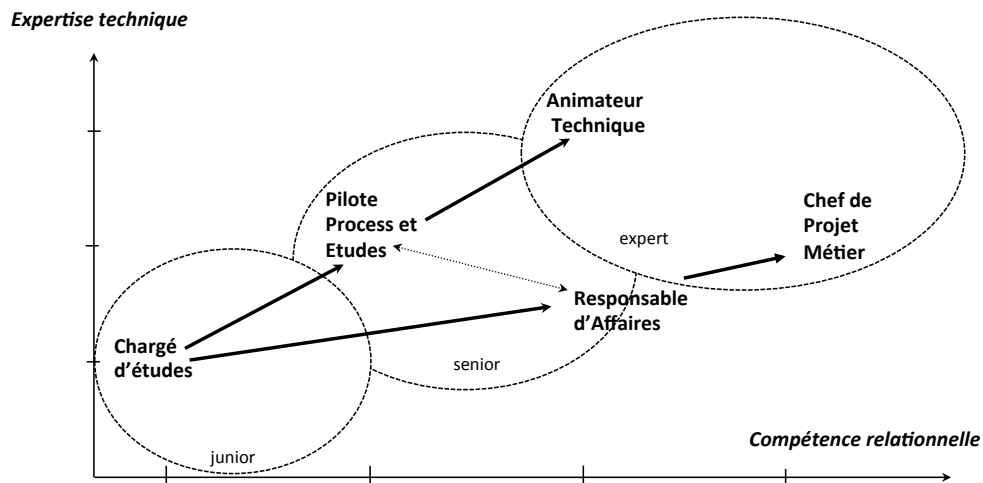 Expertise technique
Animateur
Technique
Pilote
Process et
Etudes
Chef de
Projet
Métier
expert
Responsable
d'Affaires
Chargé
d'études
senior
Compétence relationnelle
junior